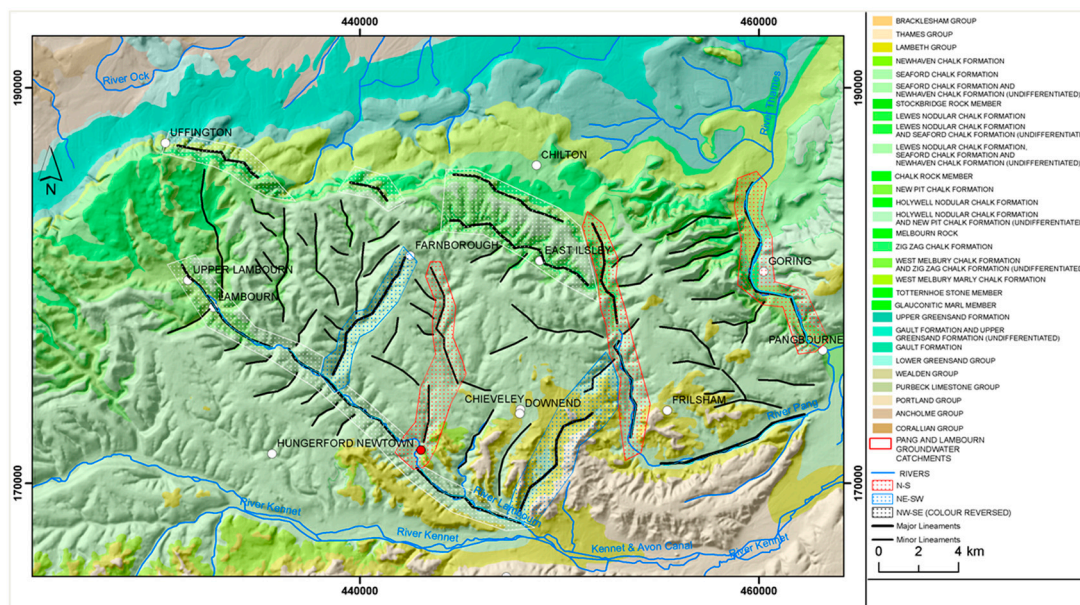 440000
460000
190000
190000
River Ock
River Thames
UFFINGTON
CHILTON
N
FARNBOROUGH
EAST ILSLEY
UPPER LAMBOURN
GORING
LAMBOURN
PANGBOURNE
CHIEVELEY
DOWNEND
FRILSHAM
River Pang
HUNGERFORD NEWTOWN
170000
170000
River Lambourn
River Kennet
River Kennet
Kennet & Avon Canal
River Kennet
440000
460000
BRACKLESHAM GROUP
THAMES GROUP
LAMBETH GROUP
NEWHAVEN CHALK FORMATION
SEAFORD CHALK FORMATION
SEAFORD CHALK FORMATION AND
NEWHAVEN CHALK FORMATION (UNDIFFERENTIATED)
STOCKBRIDGE ROCK MEMBER
LEWES NODULAR CHALK FORMATION
LEWES NODULAR CHALK FORMATION
AND SEAFORD CHALK FORMATION (UNDIFFERENTIATE
LEWES NODULAR CHALK FORMATION,
SEAFORD CHALK FORMATION AND
NEWHAVEN CHALK FORMATION (UNDIFFERENTIATED)
CHALK ROCK MEMBER
NEW PIT CHALK FORMATION
HOLYWELL NODULAR CHALK FORMATION
HOLYWELL NODULAR CHALK FORMATION
AND NEW PIT CHALK FORMATION (UNDIFFERENTIATED)
MELBOURN ROCK
ZIG ZAG CHALK FORMATION
WEST MELBURY CHALK FORMATION
AND ZIG ZAG CHALK FORMATION (UNDIFFERENTIATED)
WEST MELBURY MARLY CHALK FORMATION
TOTTERNHOE STONE MEMBER
GLAUCONITIC MARL MEMBER
UPPER GREENSAND FORMATION
GAULT FORMATION AND UPPER
GREENSAND FORMATION (UNDIFFERENTIATED)
GAULT FORMATION
LOWER GREENSAND GROUP
WEALDEN GROUP
PURBECK LIMESTONE GROUP
PORTLAND GROUP
ANCHOLME GROUP
CORALLIAN GROUP
PANG AND LAMBOURN
GROUNDWATER
CATCHMENTS
RIVERS
N-S
NE-SW
NW-SE (COLOUR REVERSED)
Major Lineaments
Minor Lineaments
0 2 4 km